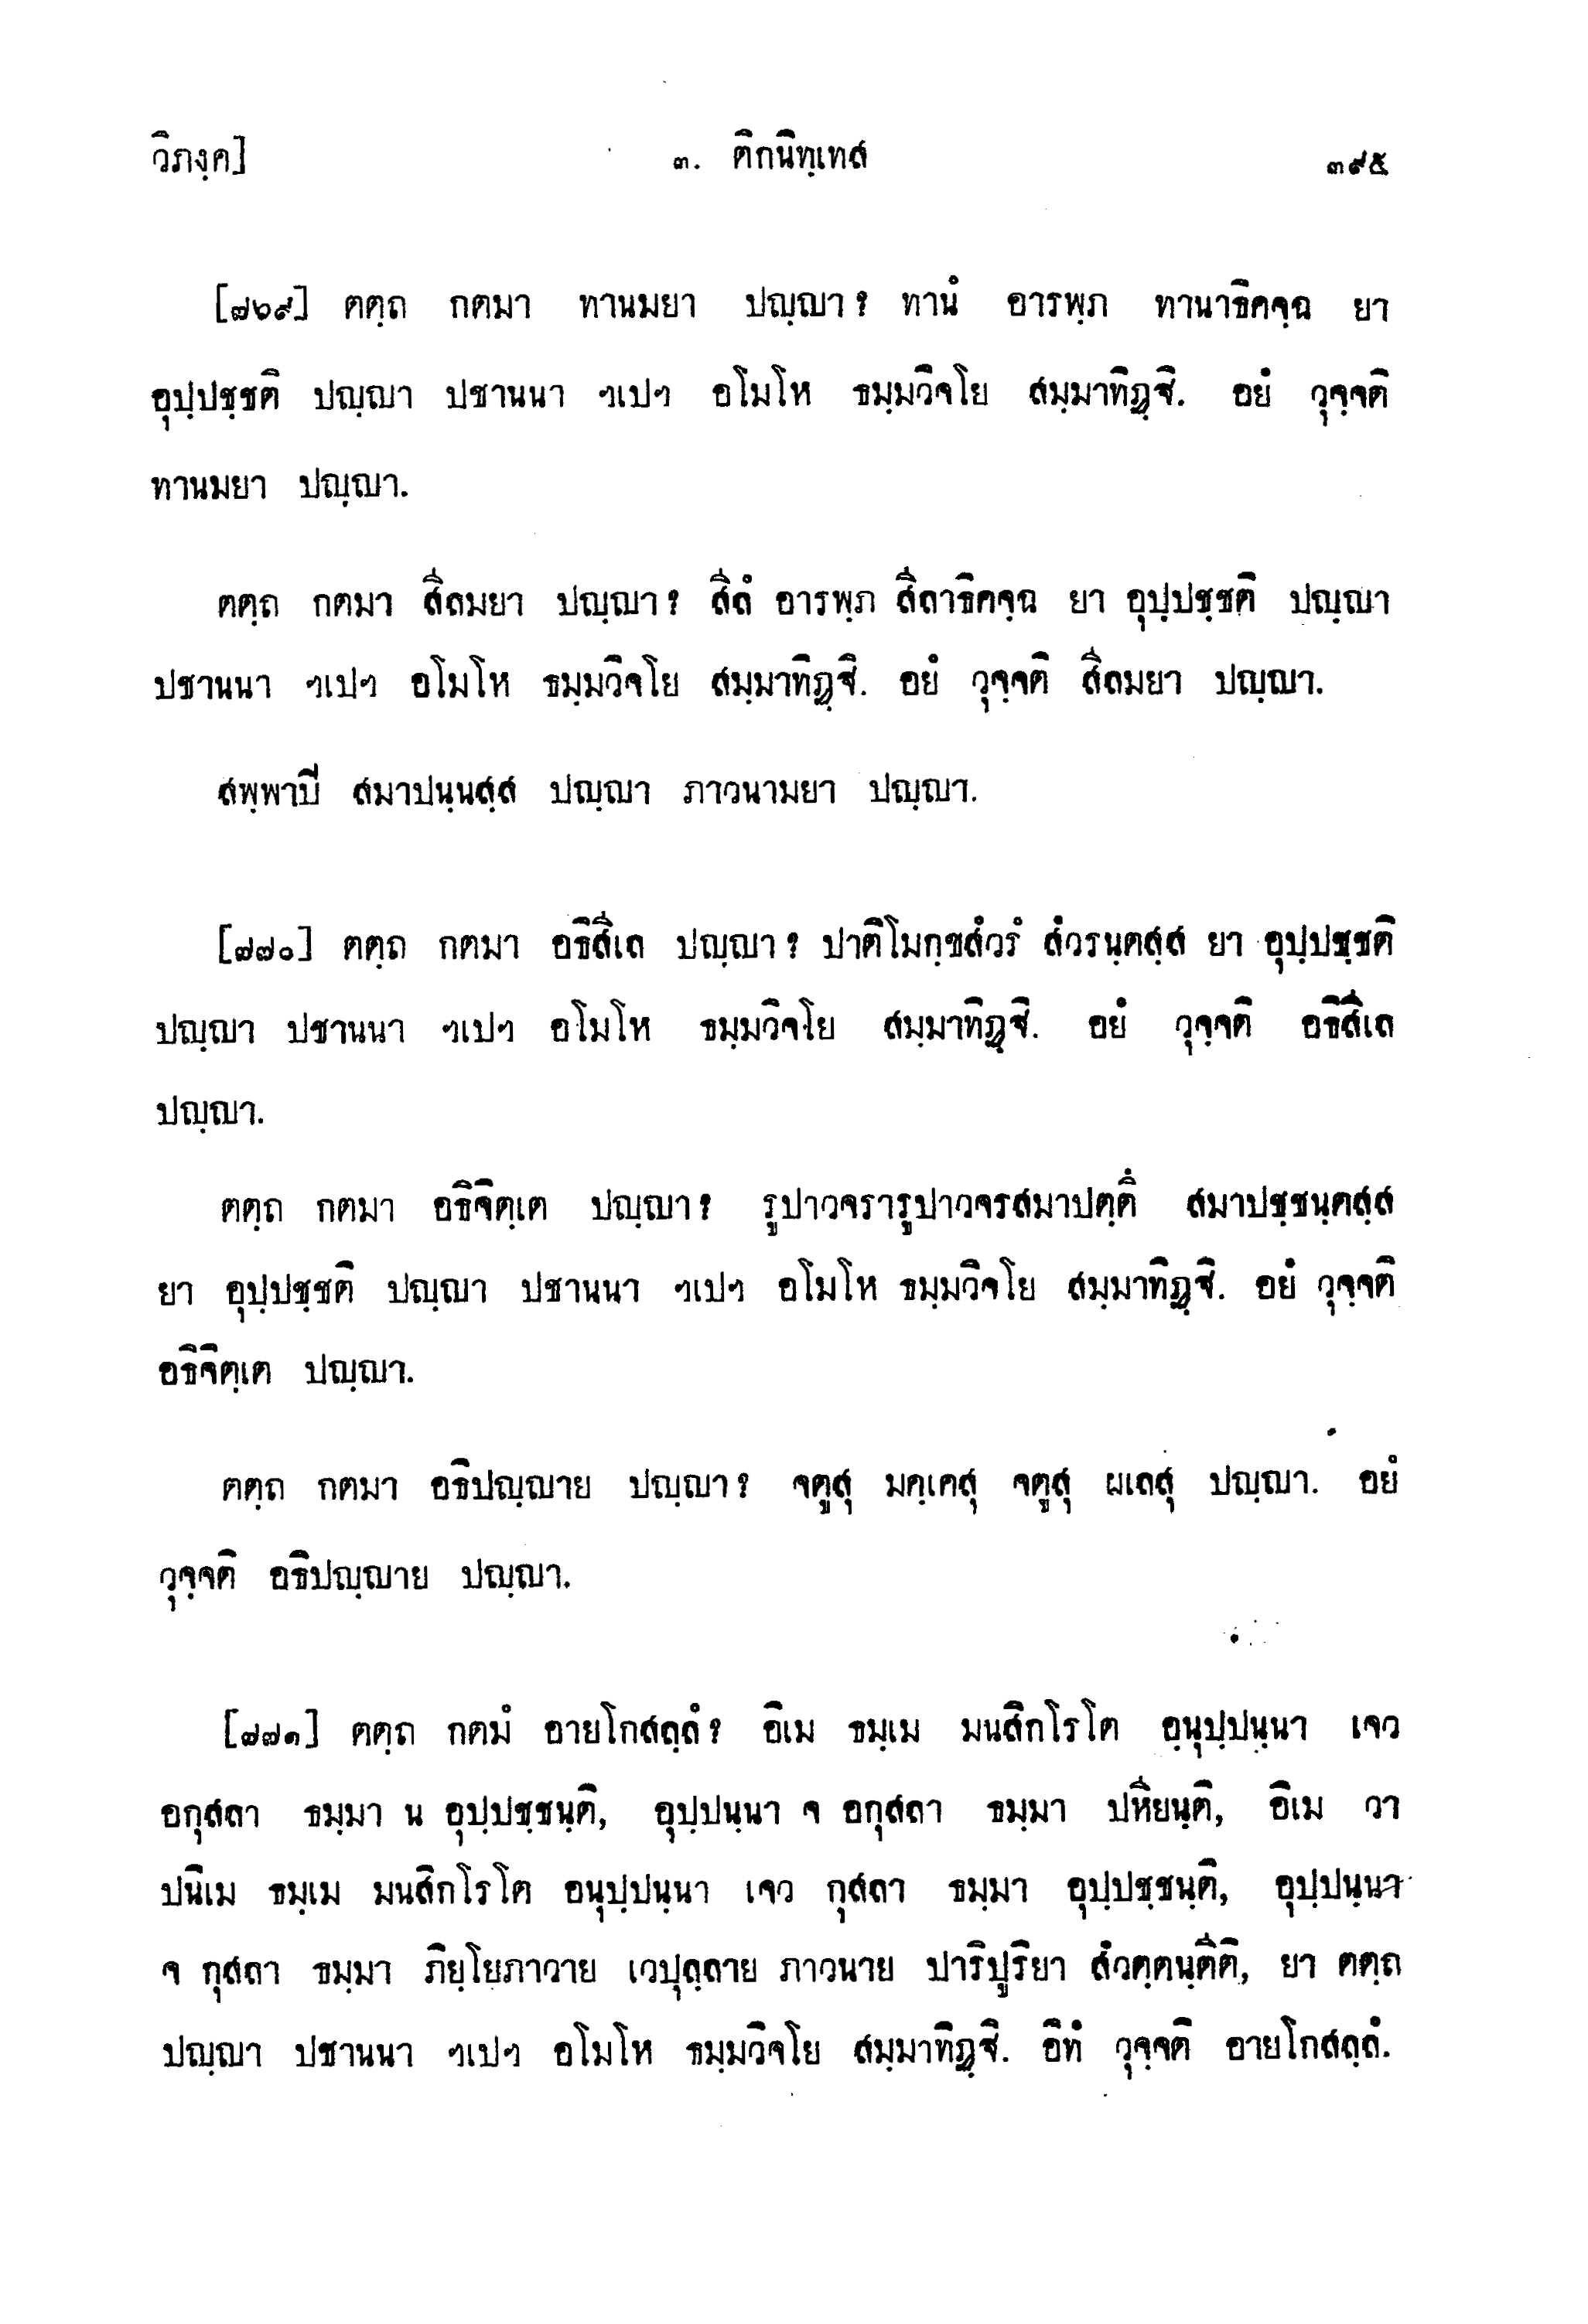 วิภงฺค]
๓. ติกนิทฺเทส
๓๙๕
[๗๖๙] ตตฺถ กตมา ทานมยา ปญฺญา? ทานํ อารพฺภ ทานาธิคจฺฉ ยา
อุปฺปชฺชติ ปญฺญา ปชานนา ฯเปฯ อโมโห ธมฺมวิจโย สมฺมาทิฏฺฐิ. อยํ วุจฺจติ
ทานมยา ปญฺญา.
ตตฺถ กตมา สีลมยา ปญฺญา? สีลํ อารพฺภ สีลาธิคจฺฉ ยา อุปฺปชฺชติ ปญฺญา
ปชานนา ฯเปฯ อโมโห ธมฺมวิจโย สมฺมาทิฏฺฐิ. อยํ วุจฺจติ สีลมยา ปญฺญา.
สพฺพาปิ สมาปนฺนสฺส ปญฺญา ภาวนามยา ปญฺญา.
[๗๗๐] ตตฺถ กตมา อธิสีเล ปญฺญา? ปาติโมกฺขสํวรํ สํวรนฺตสฺส ยา อุปฺปชฺชติ
ปญฺญา ปชานนา ฯเปฯ อโมโห ธมฺมวิจโย สมฺมาทิฏฺฐิ. อยํ วุจฺจติ อธิสีเล
ปญฺญา.
ตตฺถ กตมา อธิจิตฺเต ปญฺญา? รูปาวจรารูปาวจรสมาปตฺตึ สมาปชฺชนฺตสฺส
ยา อุปฺปชฺชติ ปญฺญา ปชานนา ฯเปฯ อโมโห ธมฺมวิจโย สมฺมาทิฏฺฐิ. อยํ วุจฺจติ
อธิจิตฺเต ปญฺญา.
ตตฺถ กตมา อธิปญฺญาย ปญฺญา? จตูสุ มคฺเคสุ จตูสุ ผเลสุ ปญฺญา. อยํ
วุจฺจติ อธิปญฺญาย ปญฺญา.
[๗๗๑] ตตฺถ กตมํ อายโกสลฺลํ? อิเม ธมฺเม มนสิกโรโต อนุปฺปนฺนา เจว
อกุสลา ธมฺมา น อุปฺปชฺชนฺติ, อุปฺปนฺนา จ อกุสลา ธมฺมา ปหียนฺติ, อิเม วา
ปนิเม ธมฺเม มนสิกโรโต อนุปฺปนฺนา เจว กุสลา ธมฺมา อุปฺปชฺชนฺติ, อุปฺปนฺนา
จ กุสลา ธมฺมา ภิยฺโยภาวาย เวปุลฺลาย ภาวนาย ปาริปูริยา สํวตฺตนฺตีติ, ยา ตตฺถ
ปญฺญา ปชานนา ฯเปฯ อโมโห ธมฺมวิจโย สมฺมาทิฏฺฐิ. อิทํ วุจฺจติ อายโกสลฺลํ.